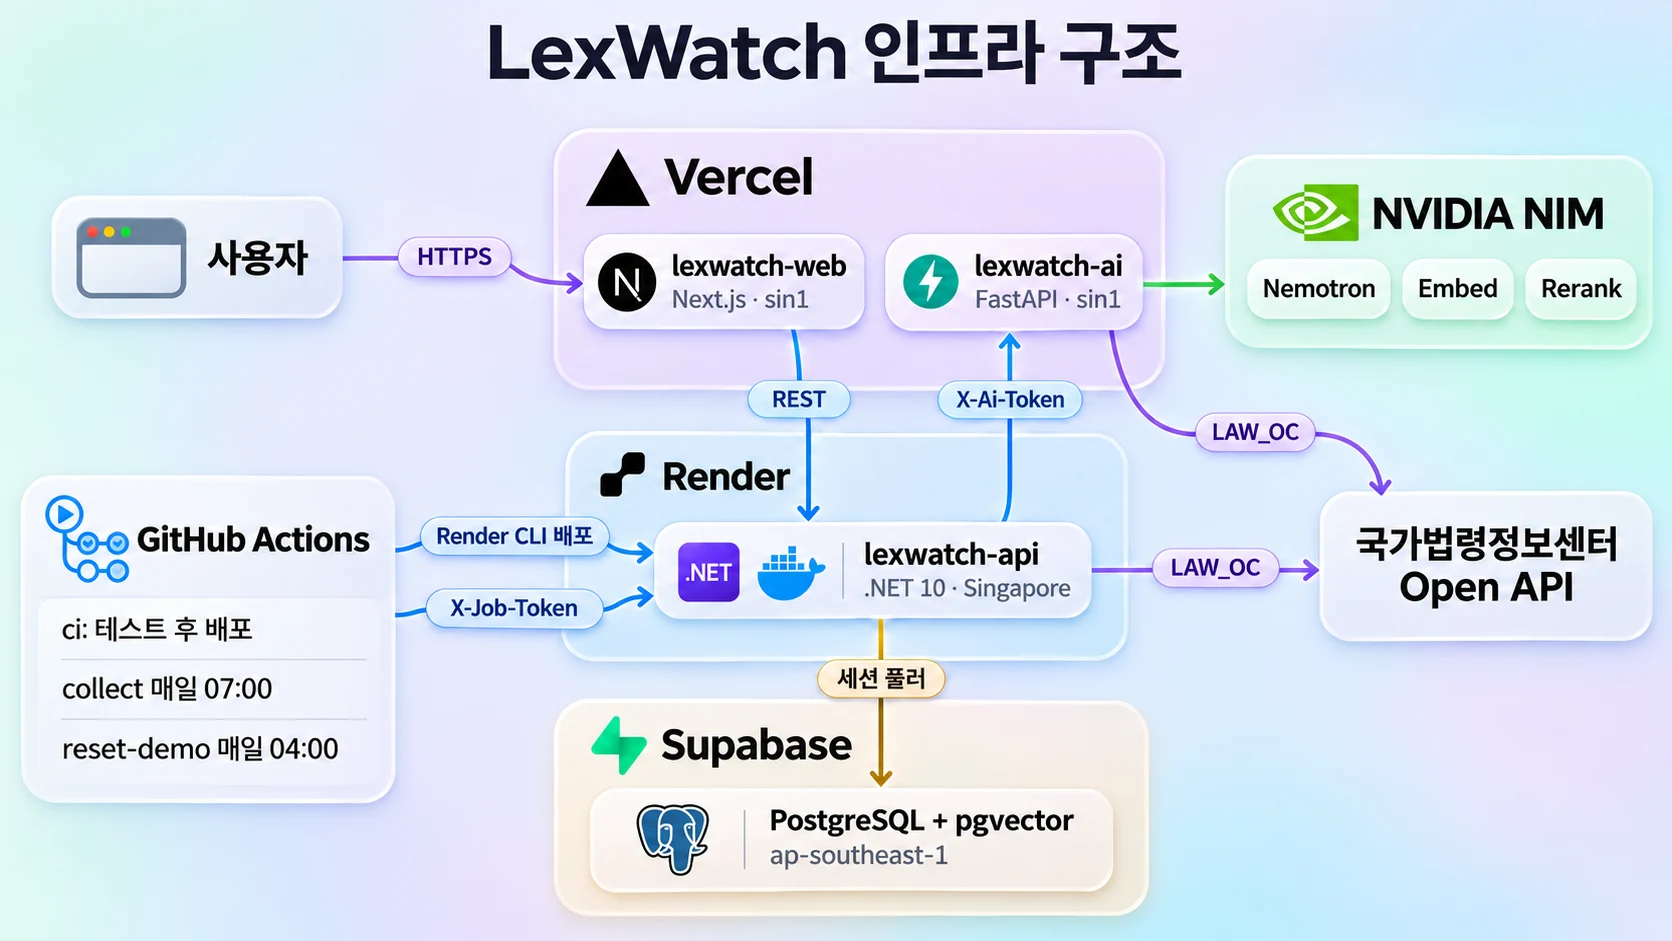 LexWatch 인프라 구조
사용자
HTTPS
Vercel
N
lexwatch-web
Next.js · sin1
lexwatch-ai
FastAPI · sin1
NVIDIA NIM
Nemotron
Embed
Rerank
REST
X-Ai-Token
LAW_OC
GitHub Actions
ci: 테스트 후 배포
collect 매일 07:00
reset-demo 매일 04:00
Render CLI 배포
X-Job-Token
Render
.NET
lexwatch-api
.NET 10 · Singapore
LAW_OC
국가법령정보센터
Open API
세션 풀러
Supabase
PostgreSQL + pgvector
ap-southeast-1